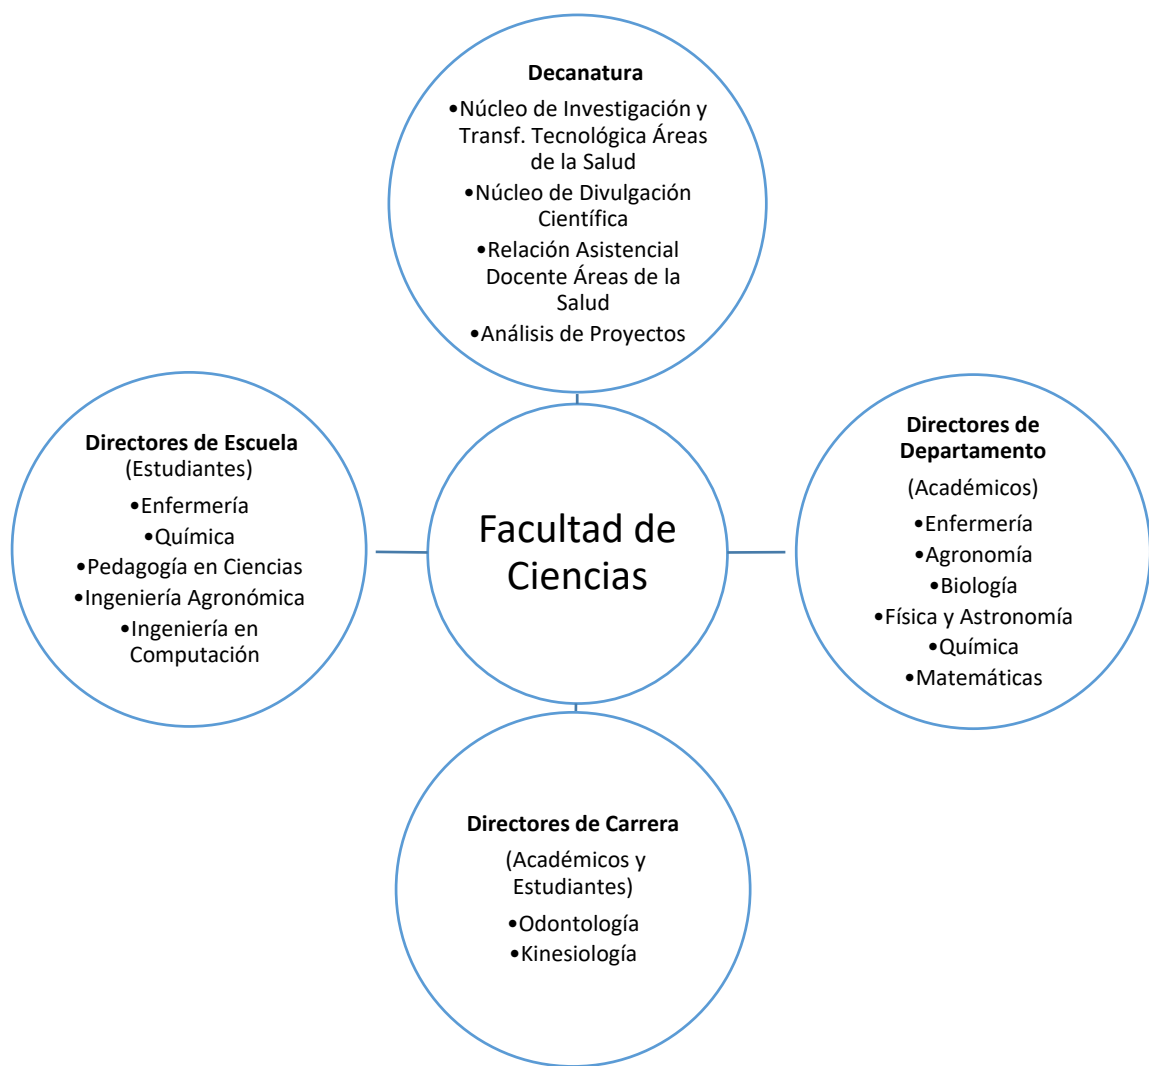 Decanatura
•Núcleo de Investigación y
Transf. Tecnológica Áreas
de la Salud
•Núcleo de Divulgación
Científica
•Relación Asistencial
Docente Áreas de la
Salud
•Análisis de Proyectos
Directores de Escuela
(Estudiantes)
•Enfermería
•Química
•Pedagogía en Ciencias
•Ingeniería Agronómica
•Ingeniería en
Computación
Facultad de
Ciencias
Directores de
Departamento
(Académicos)
•Enfermería
•Agronomía
•Biología
•Física y Astronomía
•Química
•Matemáticas
Directores de Carrera
(Académicos y
Estudiantes)
•Odontología
•Kinesiología